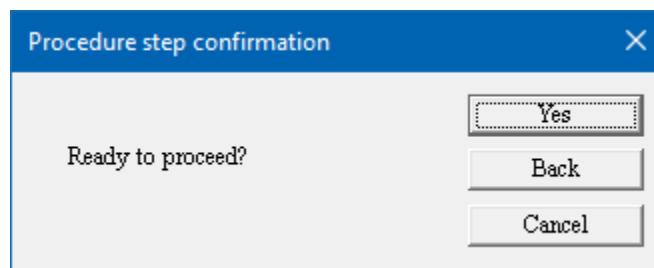 Procedure step confirmation
Ready to proceed?
Yes
Back
Cancel